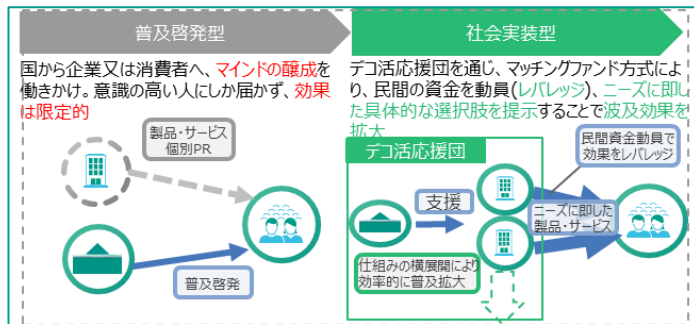 普及啓発型
国から企業又は消費者へ、マインドの醸成を
働きかけ。意識の高い人にしか届かず、効果
は限定的
製品・サービス
個別PR
普及啓発
社会実装型
デコ活応援団を通じ、マッチングファンド方式によ
り、民間の資金を動員(レバレッジ)、ニーズに即し
た具体的な選択肢を提示することで波及効果を
拡大
デコ活応援団
民間資金動員で
効果をレバレッジ
支援
ニーズに即した
製品・サービス
仕組みの横展開により
効率的に普及拡大